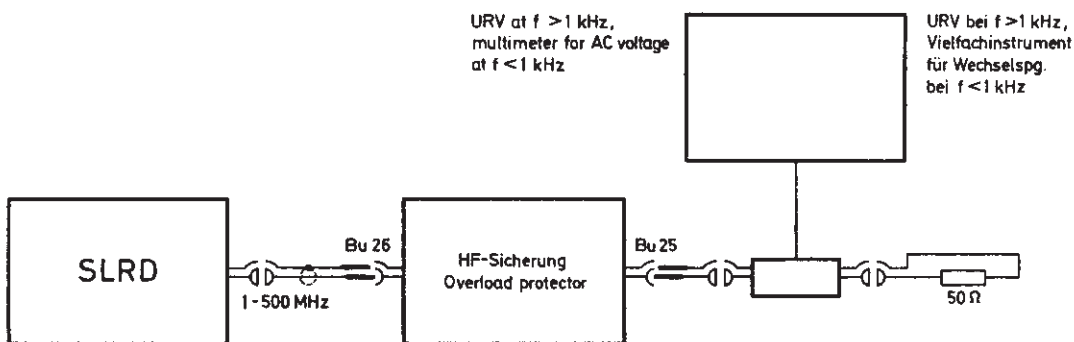 URV at f > 1 kHz,
multimeter for AC voltage
at f < 1 kHz
URV bei f > 1 kHz,
Vielfachinstrument
für Wechselspg.
bei f < 1 kHz
SLRD
1-500 MHz
Bu 26
HF-Sicherung
Overload protector
Bu 25
50 Ω